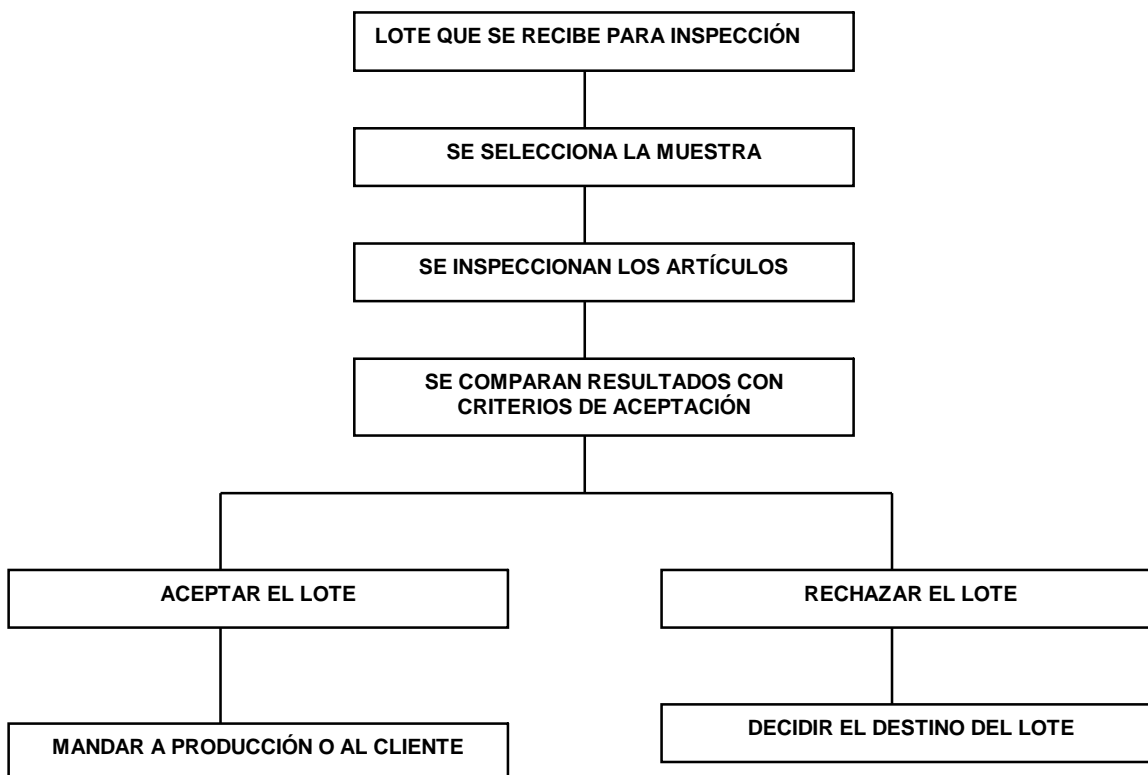 LOTE QUE SE RECIBE PARA INSPECCIÓN
SE SELECCIONA LA MUESTRA
SE INSPECCIONAN LOS ARTÍCULOS
SE COMPARAN RESULTADOS CON
CRITERIOS DE ACEPTACIÓN
ACEPTAR EL LOTE
RECHAZAR EL LOTE
MANDAR A PRODUCCIÓN O AL CLIENTE
DECIDIR EL DESTINO DEL LOTE